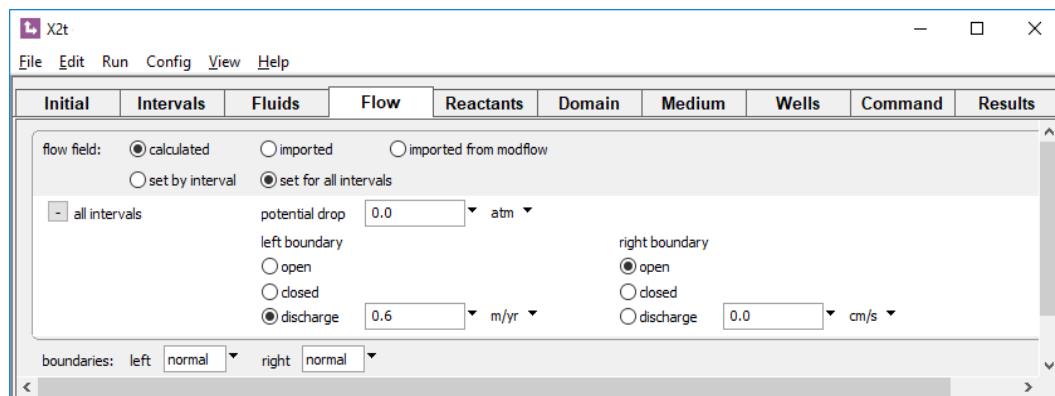 X2t
File Edit Run Config View Help
Initial Intervals Fluids Flow Reactants Domain Medium Wells Command Results
flow field: calculated imported imported from modflow
set by interval set for all intervals
- all intervals potential drop 0.0 atm
left boundary right boundary
open open
closed closed
discharge 0.6 m/yr discharge 0.0 cm/s
boundaries: left normal right normal